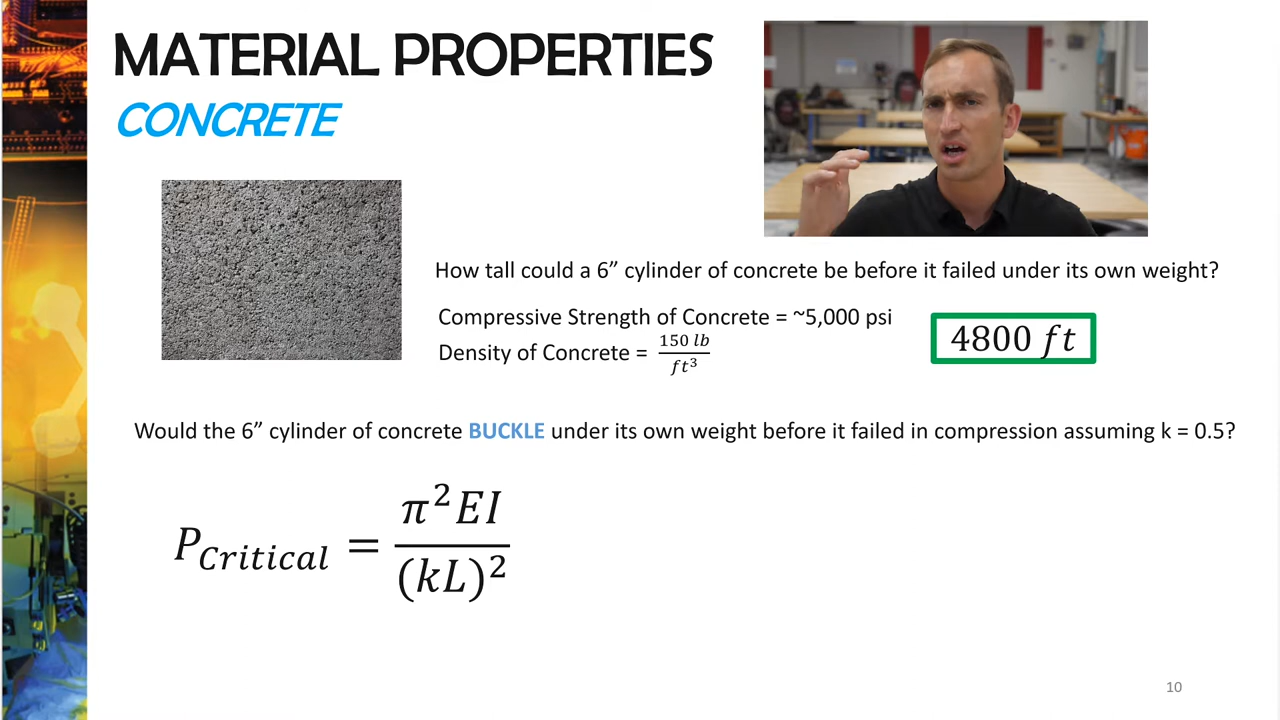 MATERIAL PROPERTIES
CONCRETE
How tall could a 6” cylinder of concrete be before it failed under its own weight?
Compressive Strength of Concrete = ~5,000 psi
Density of Concrete = 150 lb / ft³
4800 ft
Would the 6” cylinder of concrete BUCKLE under its own weight before it failed in compression assuming k = 0.5?
P_Critical = π²EI / (kL)²
10